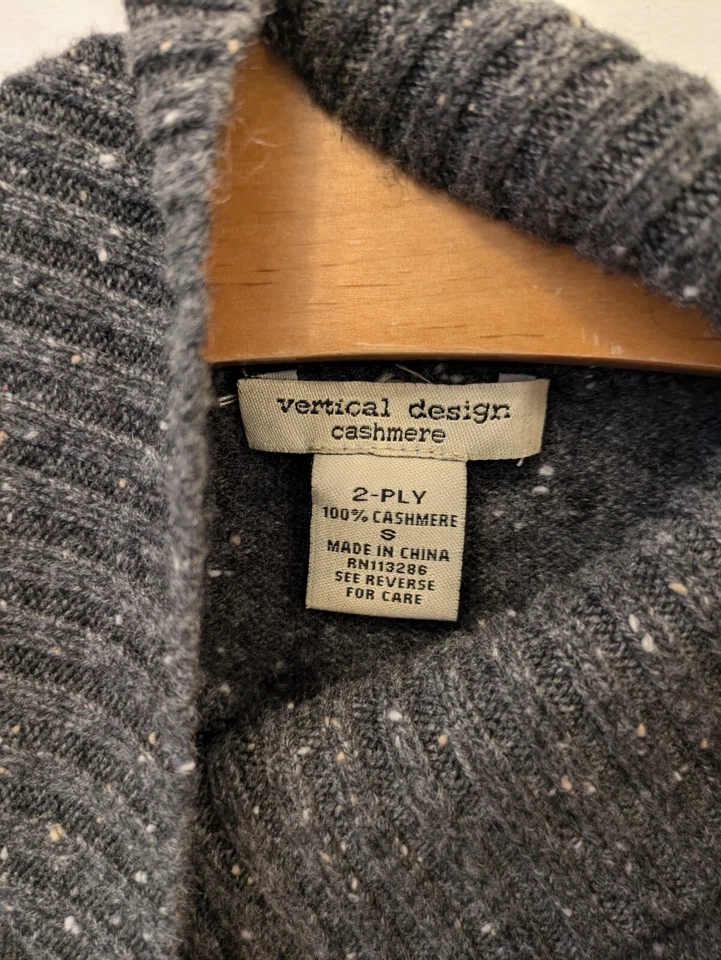 vertical design
cashmere
2-PLY
100% CASHMERE
S
MADE IN CHINA
RN113286
SEE REVERSE
FOR CARE